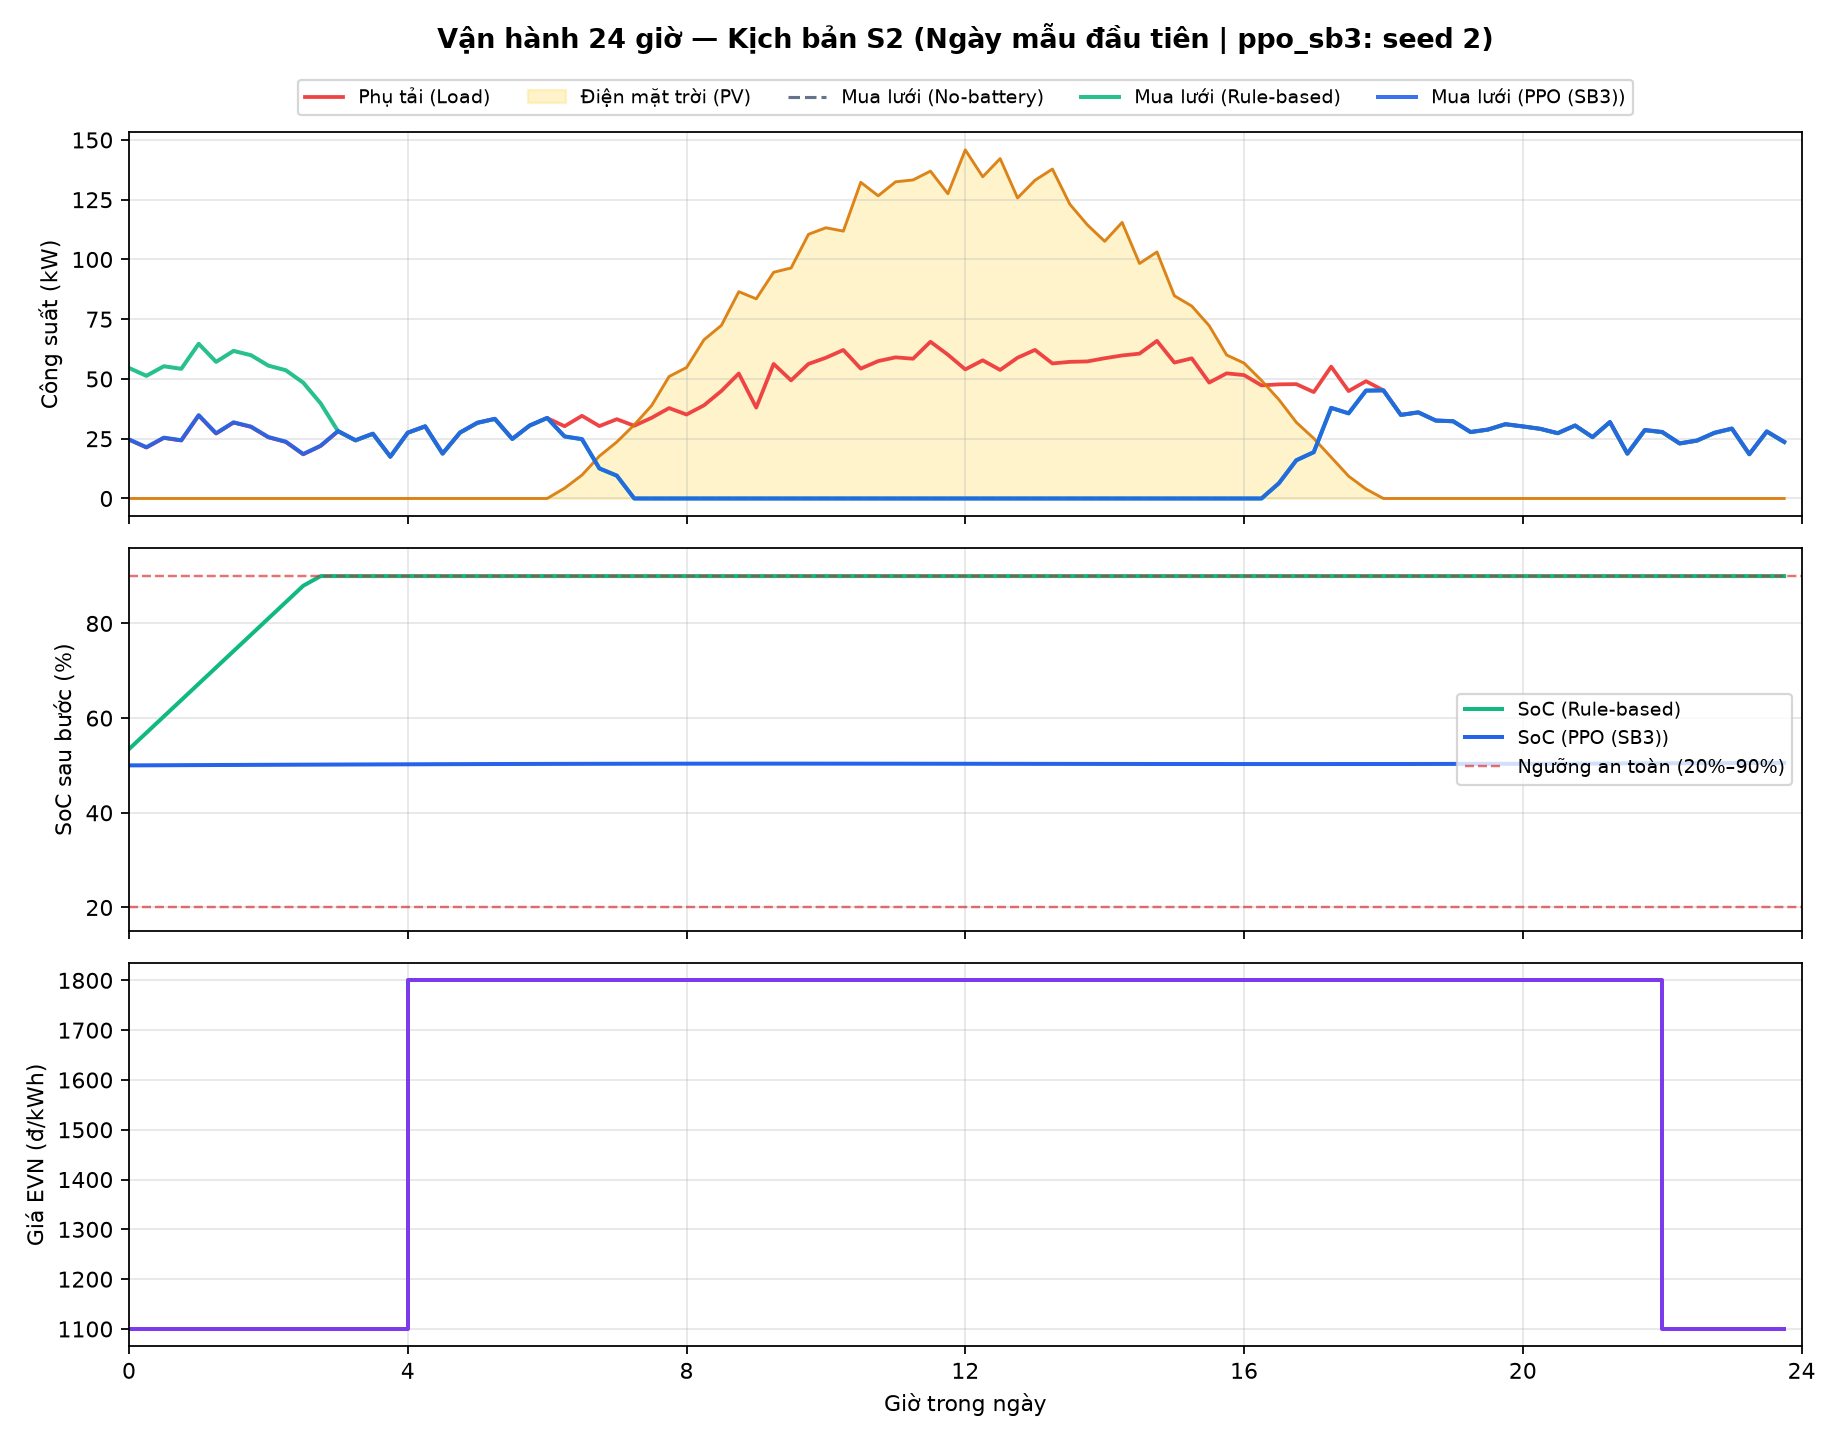 Vận hành 24 giờ — Kịch bản S2 (Ngày mẫu đầu tiên | ppo_sb3: seed 2)
Phụ tải (Load) Điện mặt trời (PV) Mua lưới (No-battery) Mua lưới (Rule-based) Mua lưới (PPO (SB3))
Công suất (kW)
150
125
100
75
50
25
0
SoC sau bước (%)
80
60
40
20
SoC (Rule-based)
SoC (PPO (SB3))
Ngưỡng an toàn (20%–90%)
Giá EVN (đ/kWh)
1800
1700
1600
1500
1400
1300
1200
1100
0 4 8 12 16 20 24
Giờ trong ngày